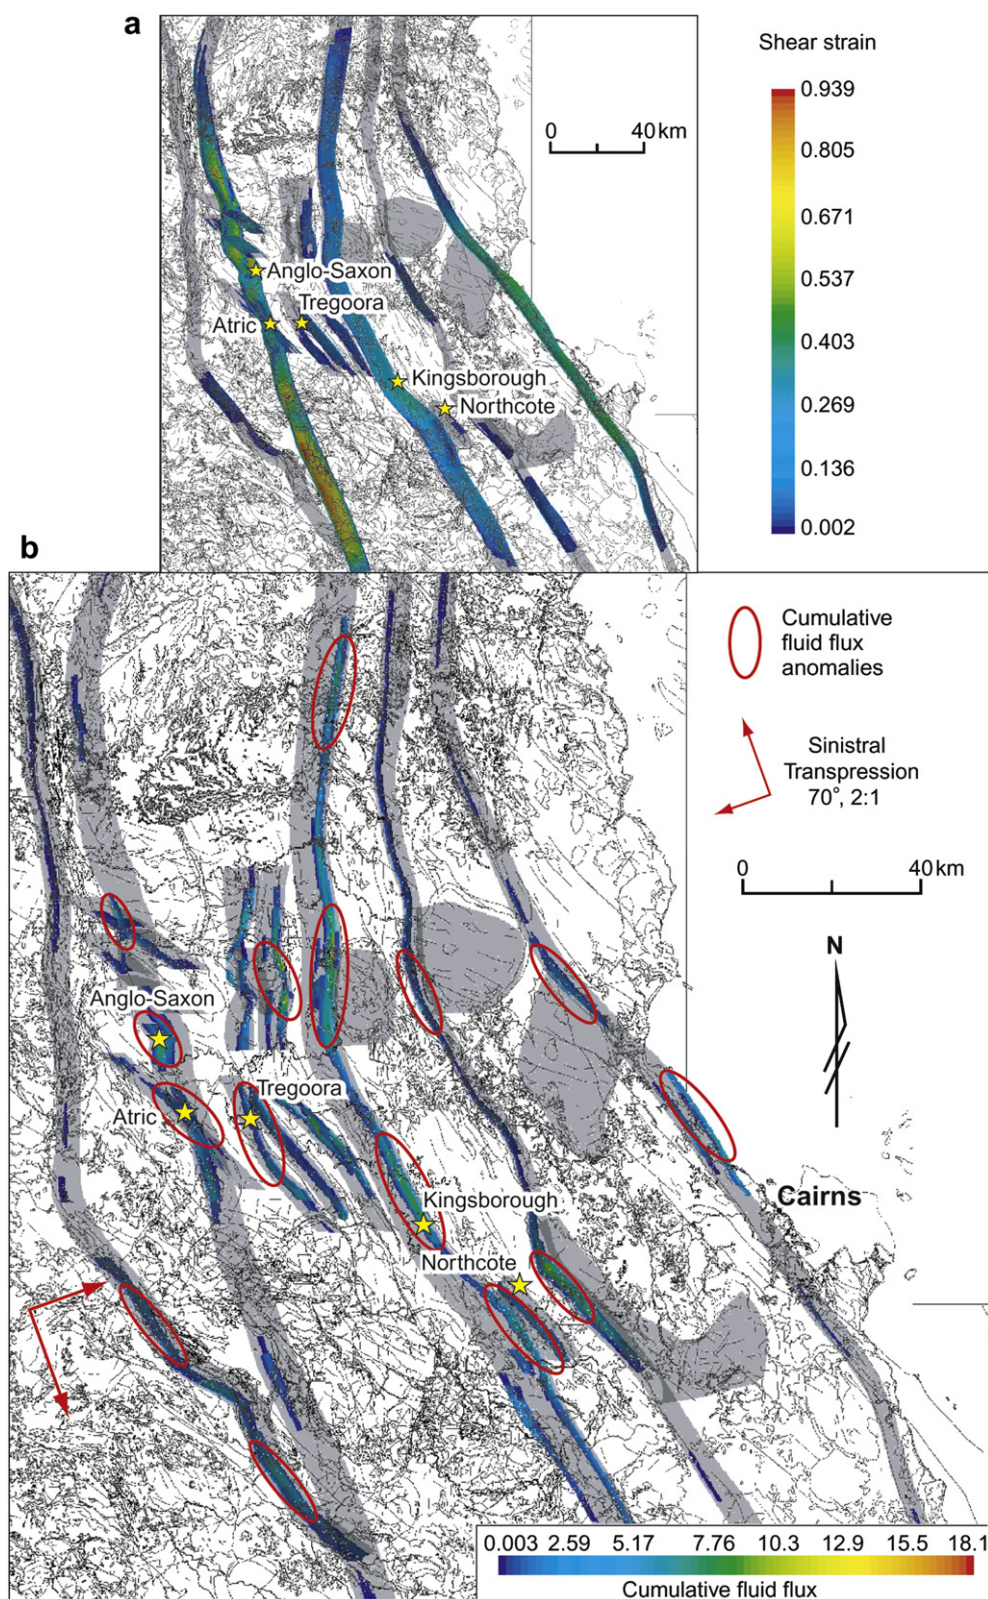 a
Shear strain
0.939
0.805
0.671
0.537
0.403
0.269
0.136
0.002
0 40 km
Anglo-Saxon
Tregoora
Atric
Kingsborough
Northcote
b
Cumulative
fluid flux
anomalies
Sinistral
Transpression
70°, 2:1
0 40 km
N
Anglo-Saxon
Tregoora
Atric
Cairns
Kingsborough
Northcote
0.003 2.59 5.17 7.76 10.3 12.9 15.5 18.1
Cumulative fluid flux